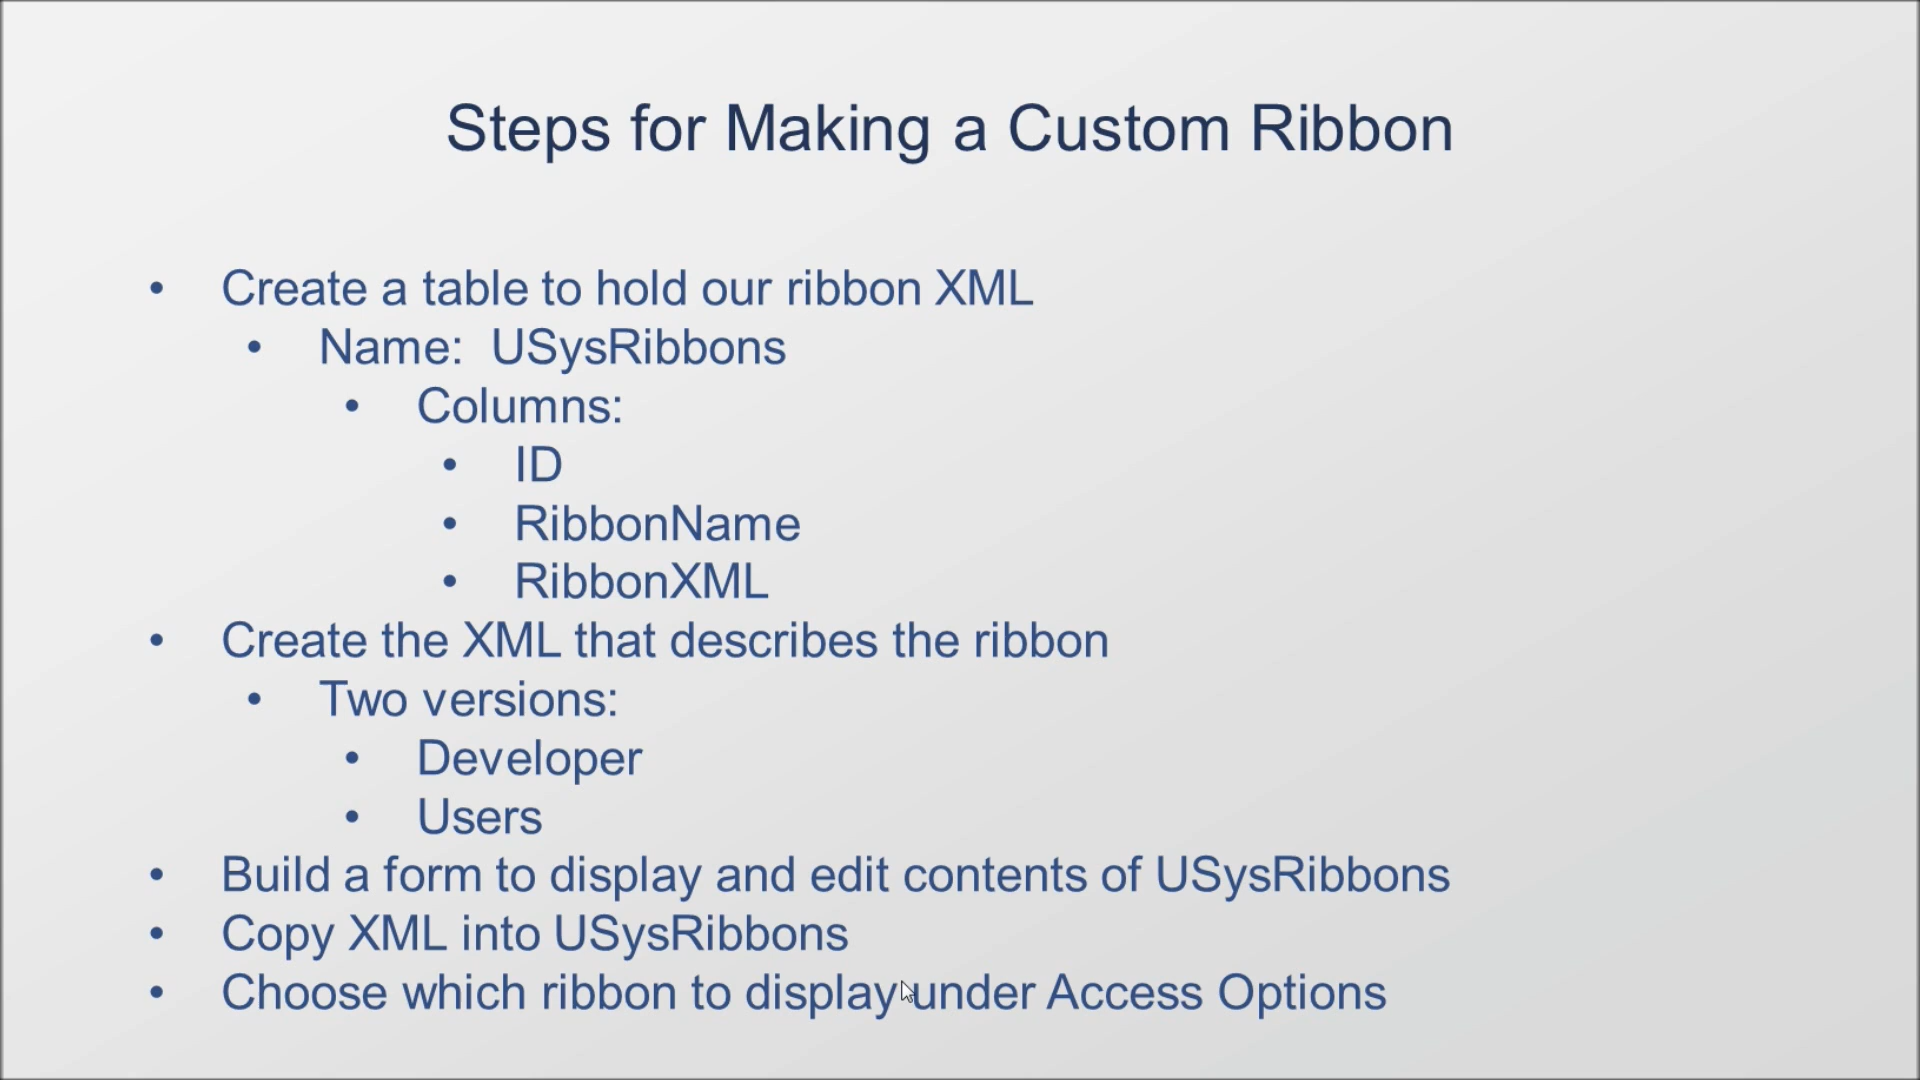 Steps for Making a Custom Ribbon
• Create a table to hold our ribbon XML
• Name:  USysRibbons
• Columns:
• ID
• RibbonName
• RibbonXML
• Create the XML that describes the ribbon
• Two versions:
• Developer
• Users
• Build a form to display and edit contents of USysRibbons
• Copy XML into USysRibbons
• Choose which ribbon to display under Access Options